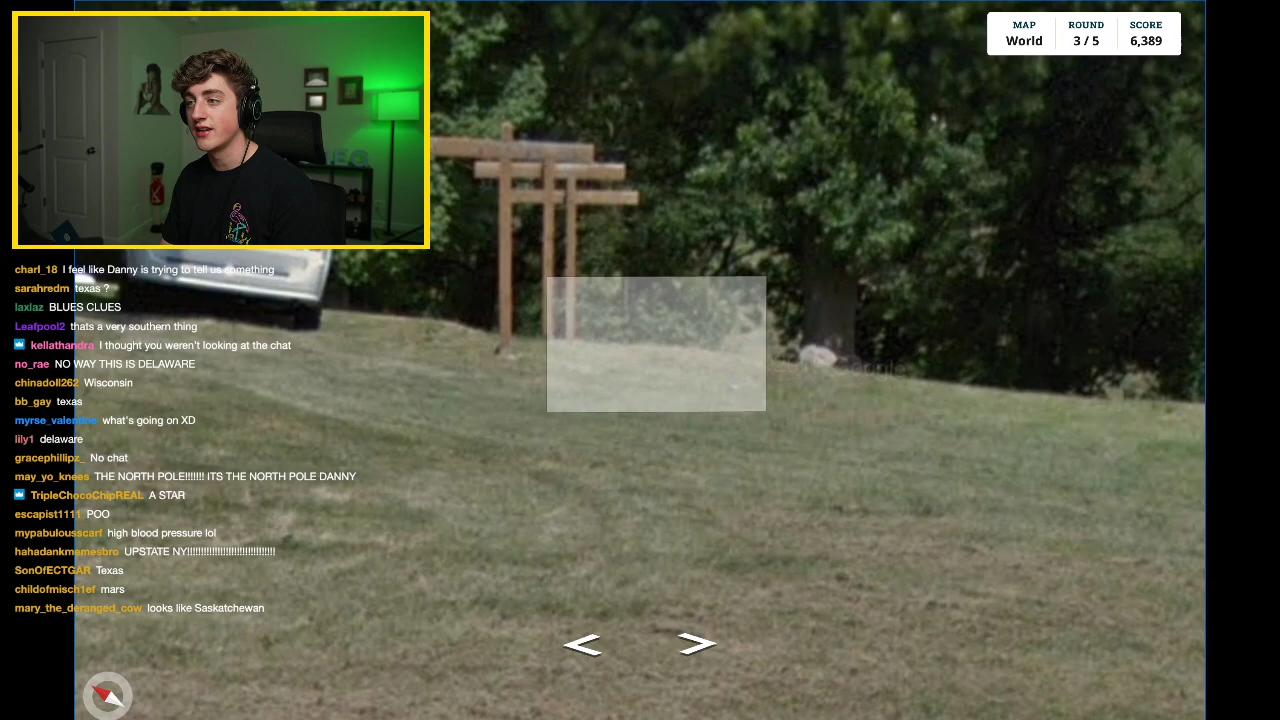 MAP ROUND SCORE
World 3 / 5 6,389
charl_18 I feel like Danny is trying to tell us something
sarahredm texas ?
laxlaz BLUES CLUES
Leafpool2 thats a very southern thing
kellathandra I thought you weren't looking at the chat
no_rae NO WAY THIS IS DELAWARE
chinadoll262 Wisconsin
bb_gay texas
myrse_valentine what's going on XD
lily1 delaware
gracephillipz_ No chat
may_yo_knees THE NORTH POLE!!!!!!! ITS THE NORTH POLE DANNY
TripleChocoChipREAL A STAR
escapist1111 POO
mypabulousscarf high blood pressure lol
hahadankmemesbro UPSTATE NY!!!!!!!!!!!!!!!!!!!!!!!!!!!!!!!!
SonOfECTGAR Texas
childofmisch1ef mars
mary_the_deranged_cow looks like Saskatchewan